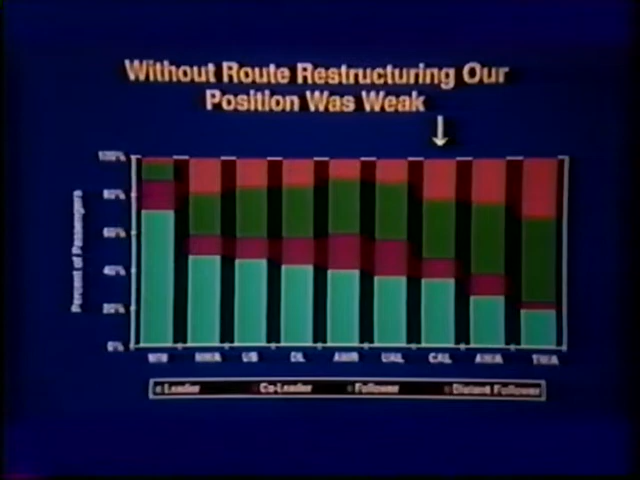 Without Route Restructuring Our
Position Was Weak
Percent of Passengers
100%
80%
60%
40%
20%
0%
WN NWA US DL AMR UAL CAL AWA TWA
Leader Co-Leader Follower Distant Follower